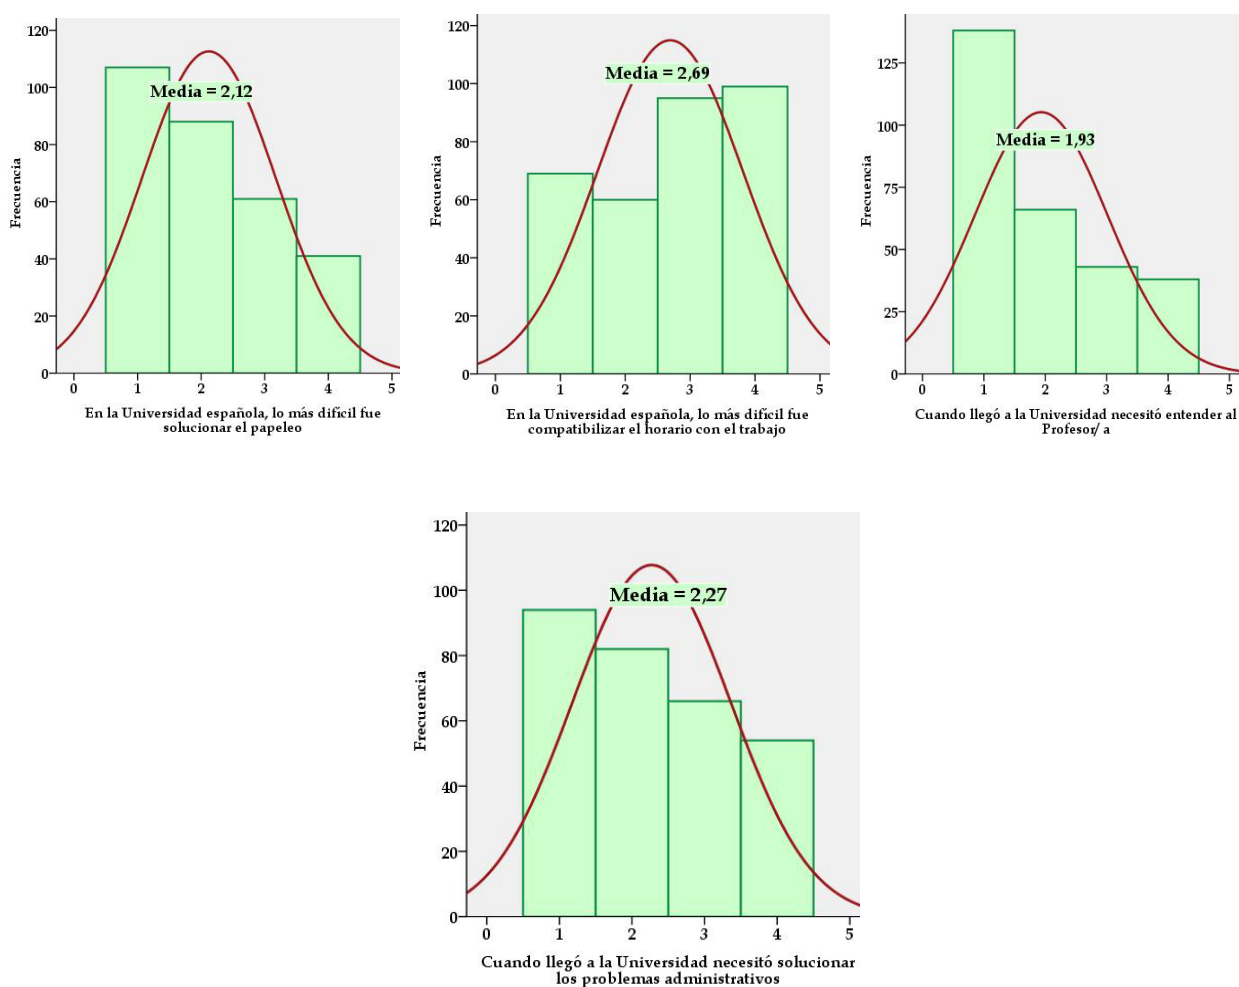 120
100
80
60
40
20
0
Frecuencia
Media = 2,12
0 1 2 3 4 5
En la Universidad española, lo más difícil fue
solucionar el papeleo
120
100
80
60
40
20
0
Frecuencia
Media = 2,69
0 1 2 3 4 5
En la Universidad española, lo más difícil fue
compatibilizar el horario con el trabajo
125
100
75
50
25
0
Frecuencia
Media = 1,93
0 1 2 3 4 5
Cuando llegó a la Universidad necesitó entender al
Profesor/ a
120
100
80
60
40
20
0
Frecuencia
Media = 2,27
0 1 2 3 4 5
Cuando llegó a la Universidad necesitó solucionar
los problemas administrativos